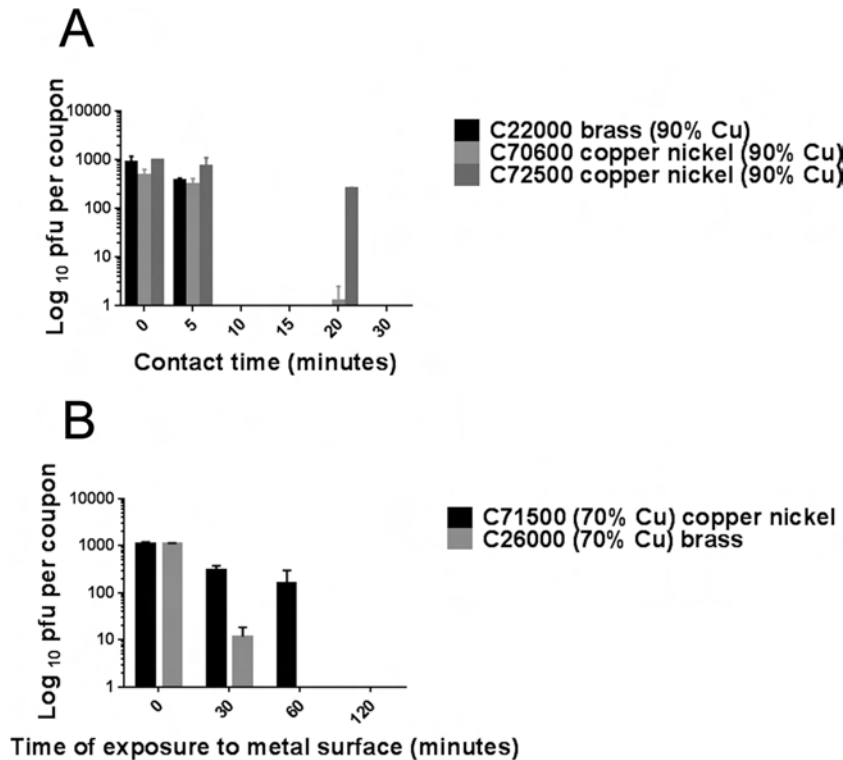 A
10000
1000
100
10
1
Log 10 pfu per coupon
0 5 10 15 20 30
Contact time (minutes)
C22000 brass (90% Cu)
C70600 copper nickel (90% Cu)
C72500 copper nickel (90% Cu)
B
10000
1000
100
10
1
Log 10 pfu per coupon
0 30 60 120
Time of exposure to metal surface (minutes)
C71500 (70% Cu) copper nickel
C26000 (70% Cu) brass